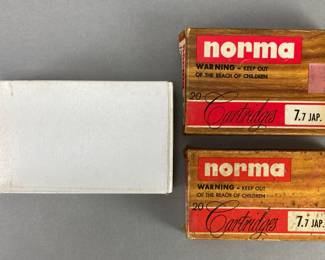 norma
WARNING - KEEP OUT
OF THE REACH OF CHILDREN
20
Cartridges
7.7 JAP.
norma
WARNING - KEEP OUT
OF THE REACH OF CHILDREN
20
Cartridges
7.7 JAP.